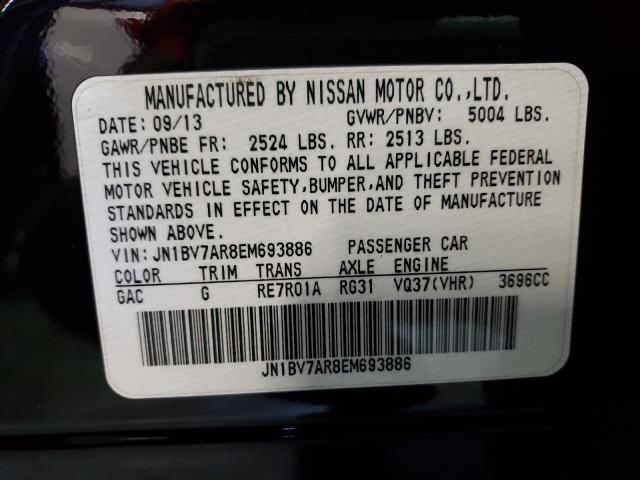 MANUFACTURED BY NISSAN MOTOR CO.,LTD.
DATE: 09/13 GVWR/PNBV: 5004 LBS.
GAWR/PNBE FR: 2524 LBS. RR: 2513 LBS.
THIS VEHICLE CONFORMS TO ALL APPLICABLE FEDERAL
MOTOR VEHICLE SAFETY,BUMPER,AND THEFT PREVENTION
STANDARDS IN EFFECT ON THE DATE OF MANUFACTURE
SHOWN ABOVE.
VIN:JN1BV7AR8EM693886 PASSENGER CAR
COLOR TRIM TRANS AXLE ENGINE
GAC G RE7R01A RG31 VQ37(VHR) 3696CC
JN1BV7AR8EM693886